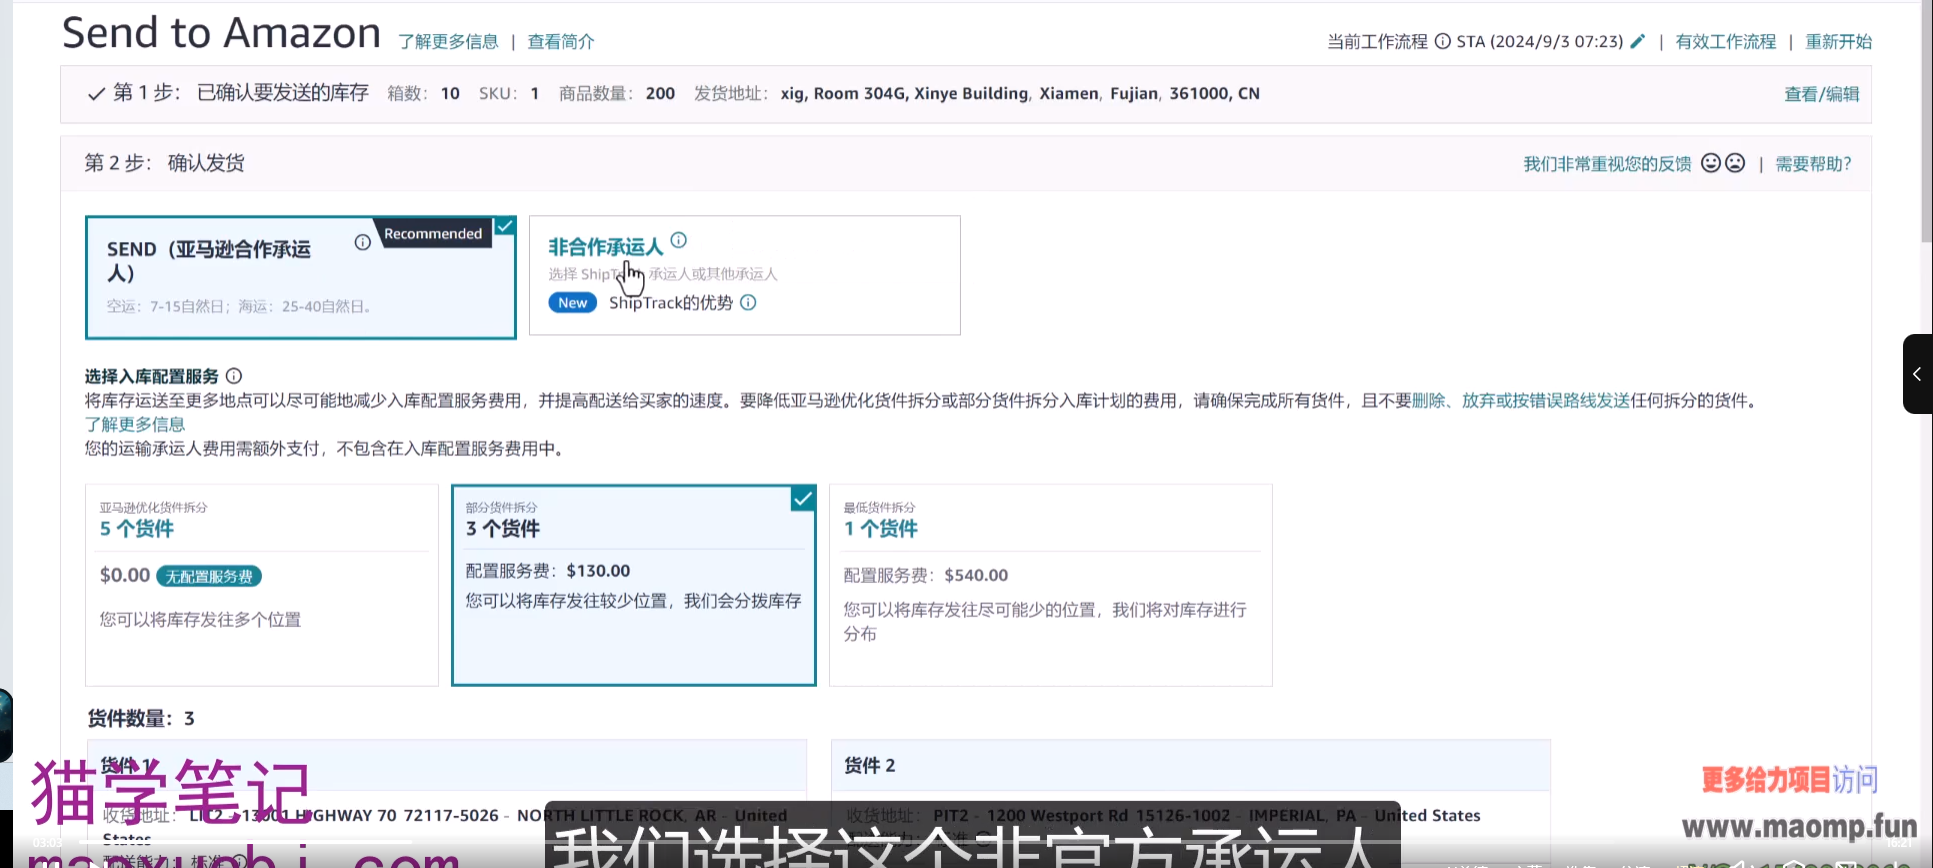 Send to Amazon 了解更多信息 | 查看简介
当前工作流程 STA (2024/9/3 07:23) | 有效工作流程 | 重新开始
第 1 步： 已确认要发送的库存 箱数： 10 SKU： 1 商品数量： 200 发货地址： xig, Room 304G, Xinye Building, Xiamen, Fujian, 361000, CN 查看/编辑
第 2 步： 确认发货 我们非常重视您的反馈 | 需要帮助？
SEND（亚马逊合作承运
人）
Recommended
空运：7-15自然日；海运：25-40自然日。
非合作承运人
选择 Ship 承运人或其他承运人
New ShipTrack的优势
选择入库配置服务
将库存运送至更多地点可以尽可能地减少入库配置服务费用，并提高配送给买家的速度。要降低亚马逊优化货件拆分或部分货件拆分入库计划的费用，请确保完成所有货件，且不要删除、放弃或按错误路线发送任何拆分的货件。
了解更多信息
您的运输承运人费用需额外支付，不包含在入库配置服务费用中。
亚马逊优化货件拆分
5 个货件
$0.00 无配置服务费
您可以将库存发往多个位置
部分货件拆分
3 个货件
配置服务费：$130.00
您可以将库存发往较少位置，我们会分拨库存
最低货件拆分
1 个货件
配置服务费：$540.00
您可以将库存发往尽可能少的位置，我们将对库存进行
分布
货件数量：3
货件 1
收货地址： LIT2 - 13001 HIGHWAY 70 72117-5026 - NORTH LITTLE ROCK, AR - United
States
配送能力：标准
货件 2
收货地址： PIT2 - 1200 Westport Rd 15126-1002 - IMPERIAL, PA - United States
猫学笔记
我们选择这个非官方承运人
更多给力项目访问
www.maomp.fun
03:03
16:21